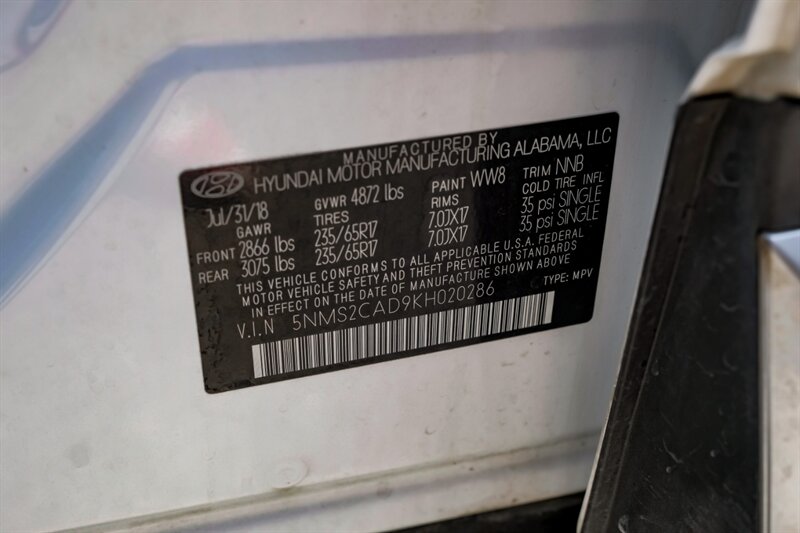 MANUFACTURED BY
HYUNDAI MOTOR MANUFACTURING ALABAMA, LLC
Jul/31/18 GVWR 4872 lbs PAINT WW8 TRIM NNB
GAWR TIRES RIMS COLD TIRE INFL
FRONT 2866 lbs 235/65R17 7.0JX17 35 psi SINGLE
REAR 3075 lbs 235/65R17 7.0JX17 35 psi SINGLE
THIS VEHICLE CONFORMS TO ALL APPLICABLE U.S.A. FEDERAL
MOTOR VEHICLE SAFETY AND THEFT PREVENTION STANDARDS
IN EFFECT ON THE DATE OF MANUFACTURE SHOWN ABOVE
V.I.N 5NMS2CAD9KH020286 TYPE: MPV